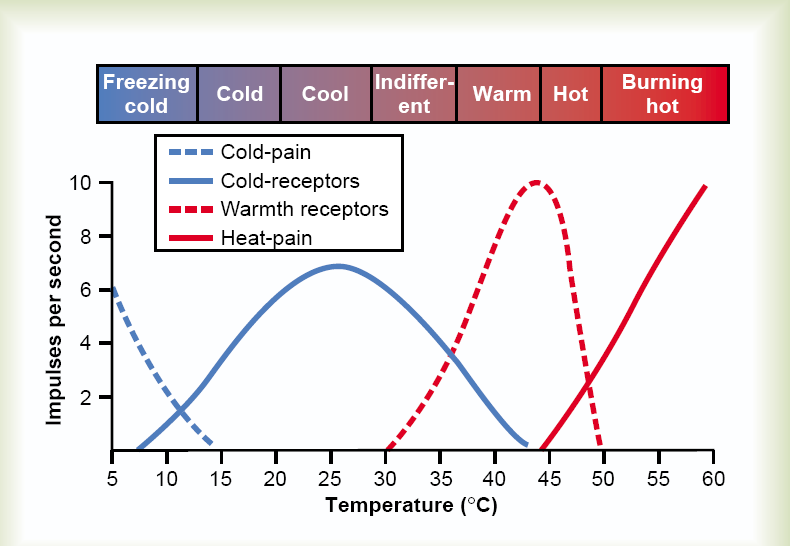 Freezing
cold
Cold
Cool
Indiffer-
ent
Warm
Hot
Burning
hot
Cold-pain
Cold-receptors
Warmth receptors
Heat-pain
Impulses per second
10
8
6
4
2
5 10 15 20 25 30 35 40 45 50 55 60
Temperature (°C)